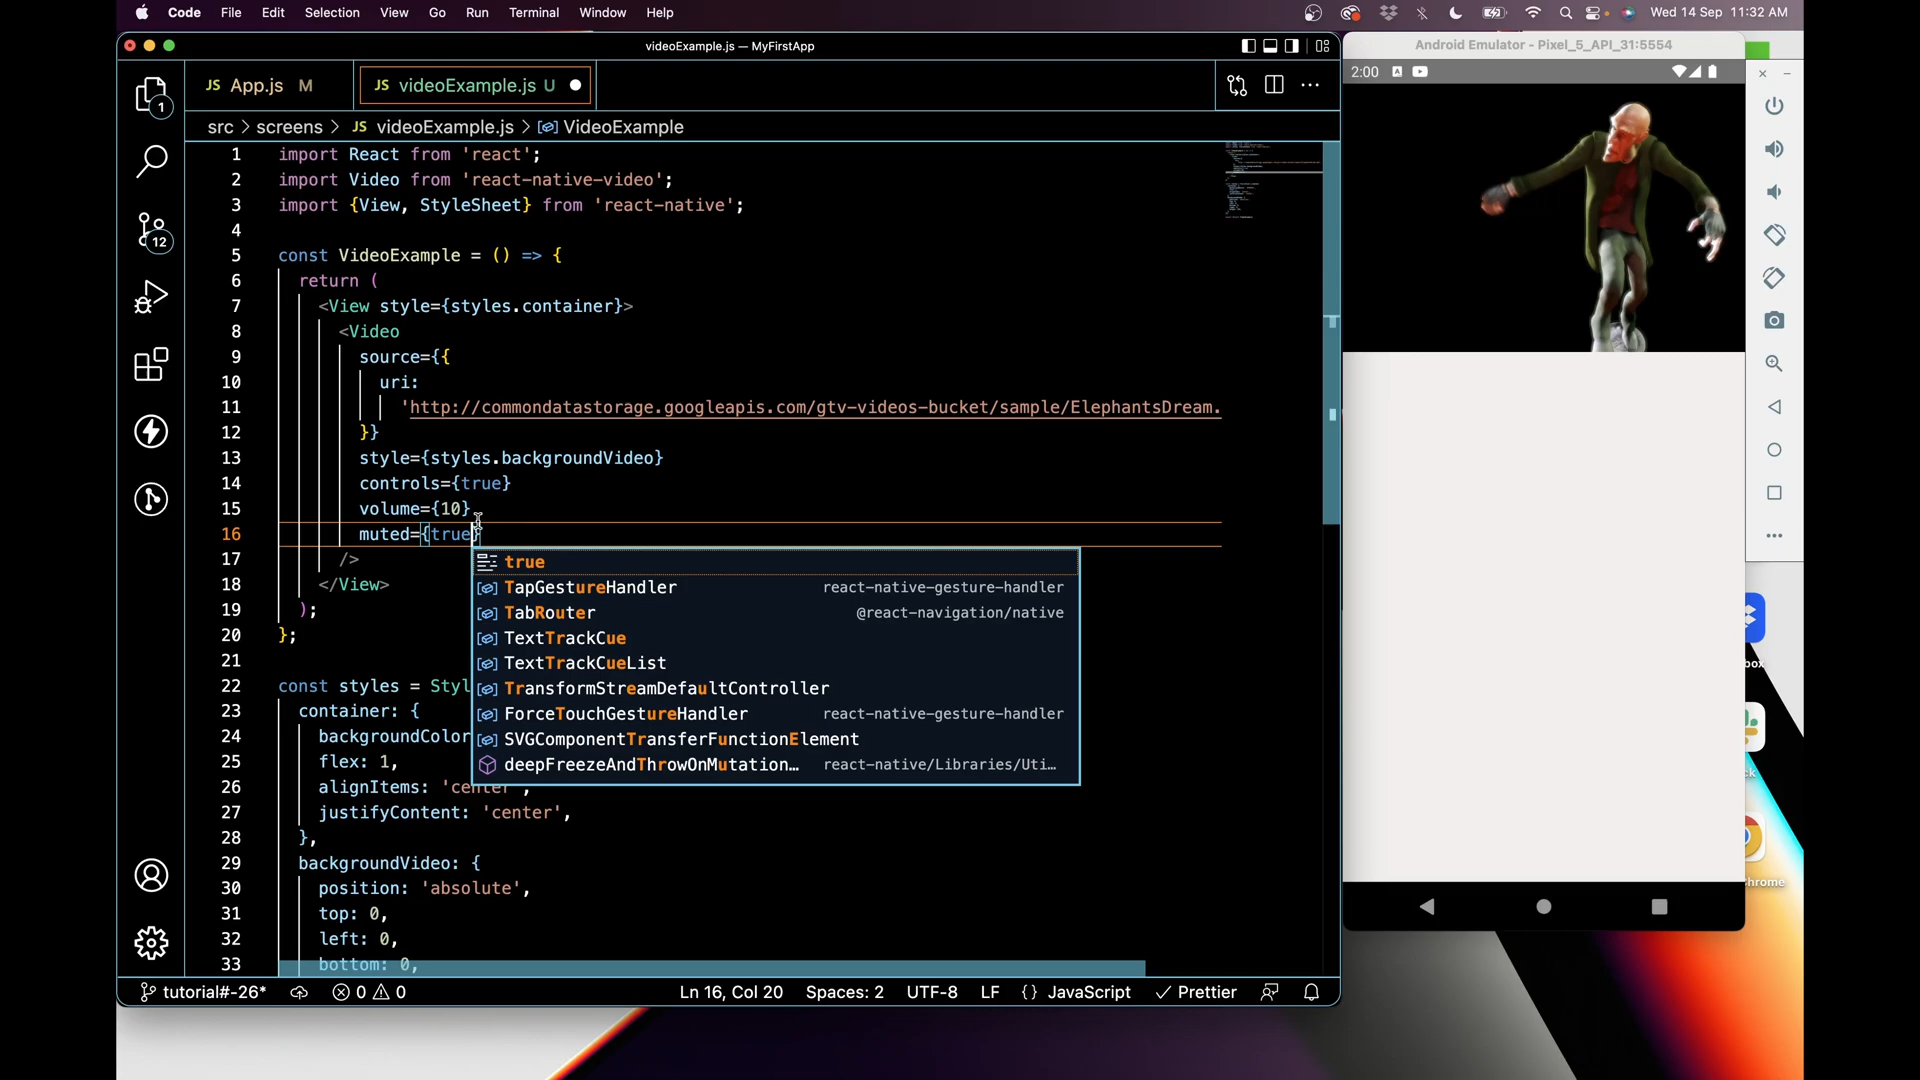 Code File Edit Selection View Go Run Terminal Window Help Wed 14 Sep 11:32 AM
videoExample.js — MyFirstApp
Android Emulator - Pixel_5_API_31:5554
JS App.js M JS videoExample.js U
2:00 A
src > screens > JS videoExample.js > VideoExample
1 import React from 'react';
2 import Video from 'react-native-video';
3 import {View, StyleSheet} from 'react-native';
4
5 const VideoExample = () => {
6 return (
7 <View style={styles.container}>
8 <Video
9 source={{
10 uri:
11 'http://commondatastorage.googleapis.com/gtv-videos-bucket/sample/ElephantsDream.
12 }}
13 style={styles.backgroundVideo}
14 controls={true}
15 volume={10}
16 muted={true}
17 />
18 </View>
19 );
20 };
21
22 const styles = Styl
23 container: {
24 backgroundColor
25 flex: 1,
26 alignItems: 'center',
27 justifyContent: 'center',
28 },
29 backgroundVideo: {
30 position: 'absolute',
31 top: 0,
32 left: 0,
33 bottom: 0,
true
TapGestureHandler react-native-gesture-handler
TabRouter @react-navigation/native
TextTrackCue
TextTrackCueList
TransformStreamDefaultController
ForceTouchGestureHandler react-native-gesture-handler
SVGComponentTransferFunctionElement
deepFreezeAndThrowOnMutation... react-native/Libraries/Uti...
1
12
box
ck
hrome
tutorial#-26* 0 0 Ln 16, Col 20 Spaces: 2 UTF-8 LF {} JavaScript Prettier